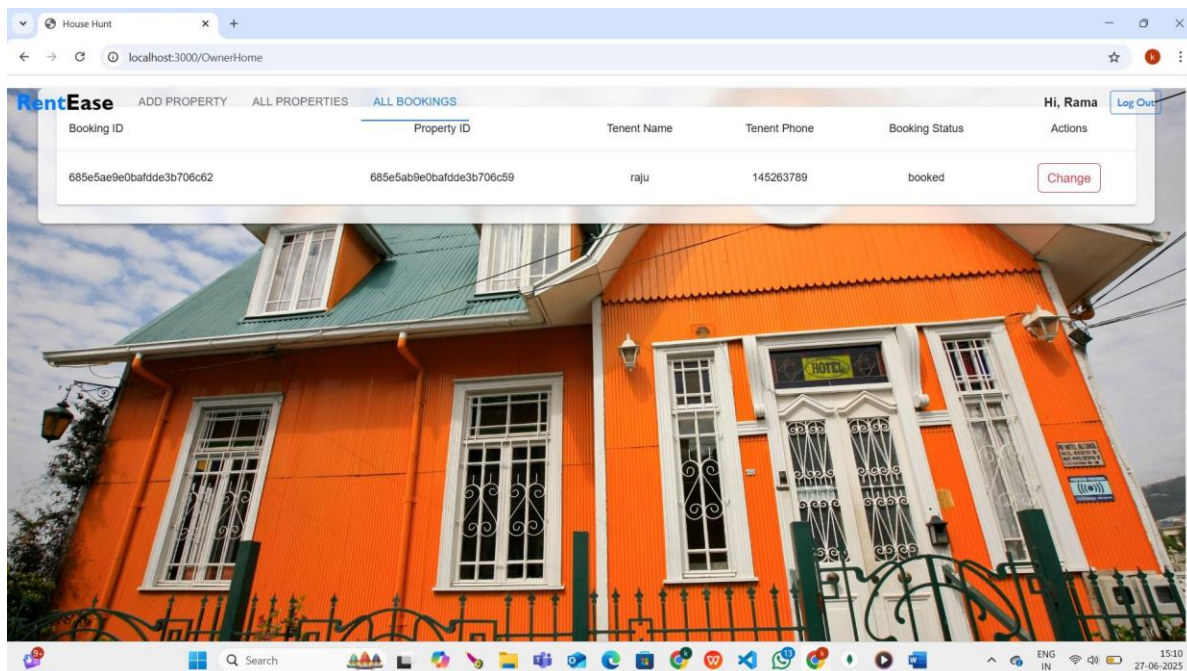 House Hunt
localhost:3000/OwnerHome
k
RentEase ADD PROPERTY ALL PROPERTIES ALL BOOKINGS Hi, Rama Log Out
Booking ID Property ID Tenent Name Tenent Phone Booking Status Actions
685e5ae9e0bafdde3b706c62 685e5ab9e0bafdde3b706c59 raju 145263789 booked Change
HOTEL
9+ Search 13 ENG 15:10
IN 27-06-2025